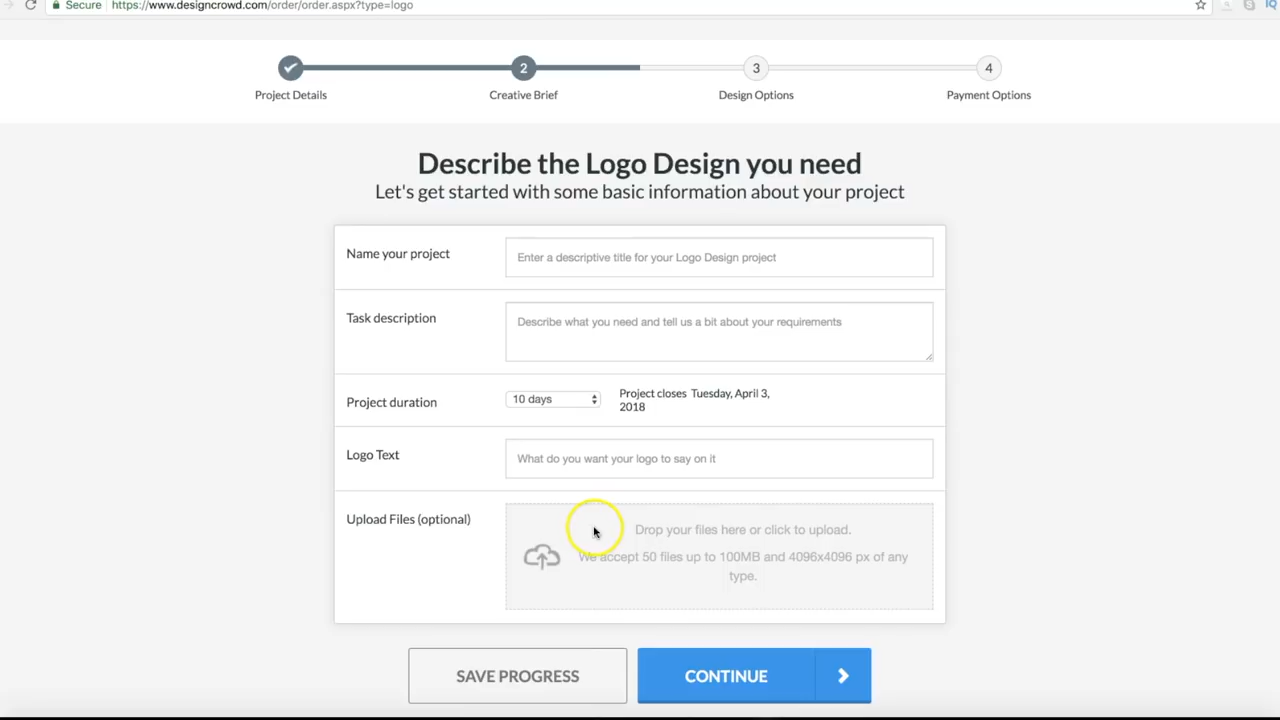 Secure https://www.designcrowd.com/order/order.aspx?type=logo
2 3 4
Project Details Creative Brief Design Options Payment Options
Describe the Logo Design you need
Let's get started with some basic information about your project
Name your project Enter a descriptive title for your Logo Design project
Task description Describe what you need and tell us a bit about your requirements
Project duration 10 days Project closes Tuesday, April 3,
2018
Logo Text What do you want your logo to say on it
Upload Files (optional) Drop your files here or click to upload.
We accept 50 files up to 100MB and 4096x4096 px of any
type.
SAVE PROGRESS CONTINUE